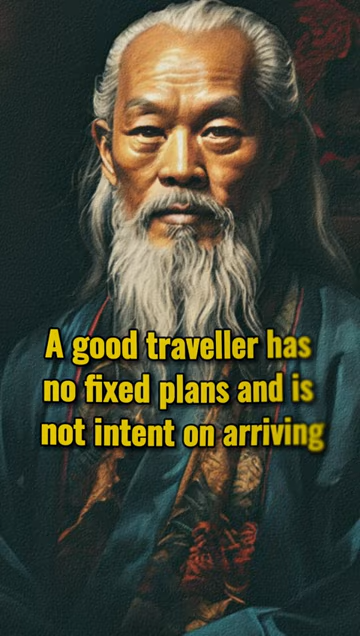 A good traveller has
no fixed plans and is
not intent on arriving